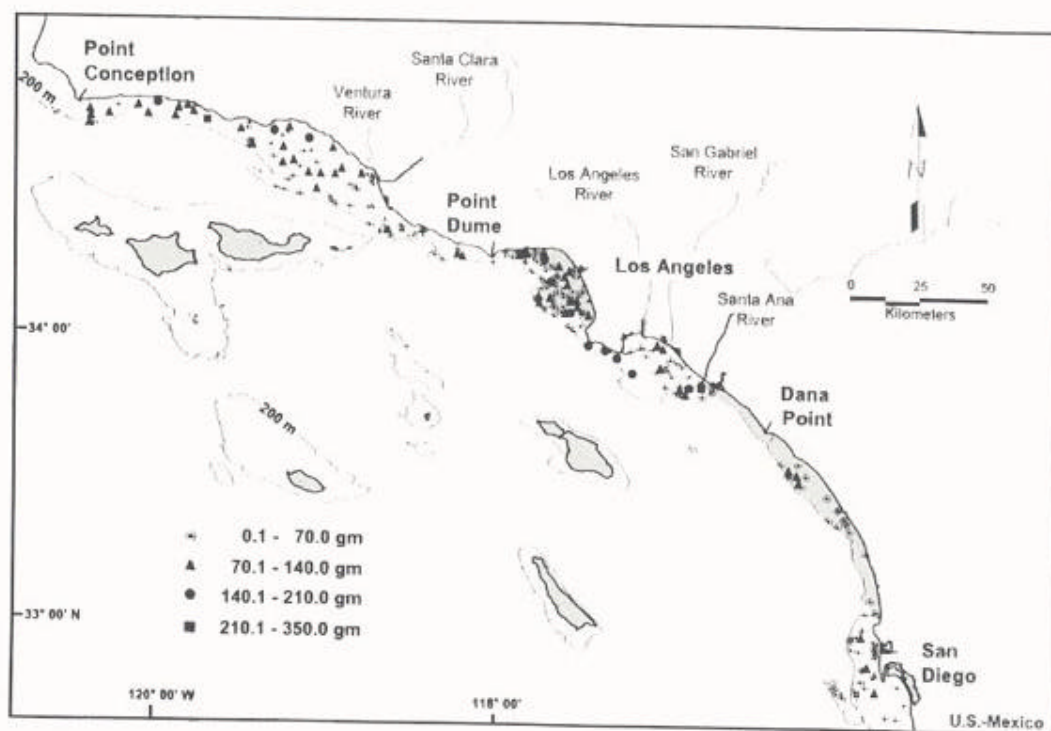 Point
Conception
200 m
Santa Clara
River
Ventura
River
San Gabriel
River
Los Angeles
River
Point
Dume
Los Angeles
Santa Ana
River
0 25 50
Kilometers
34° 00'
Dana
Point
200 m
0.1 - 70.0 gm
70.1 - 140.0 gm
140.1 - 210.0 gm
210.1 - 350.0 gm
33° 00' N
San
Diego
120° 00' W
118° 00'
U.S.-Mexico